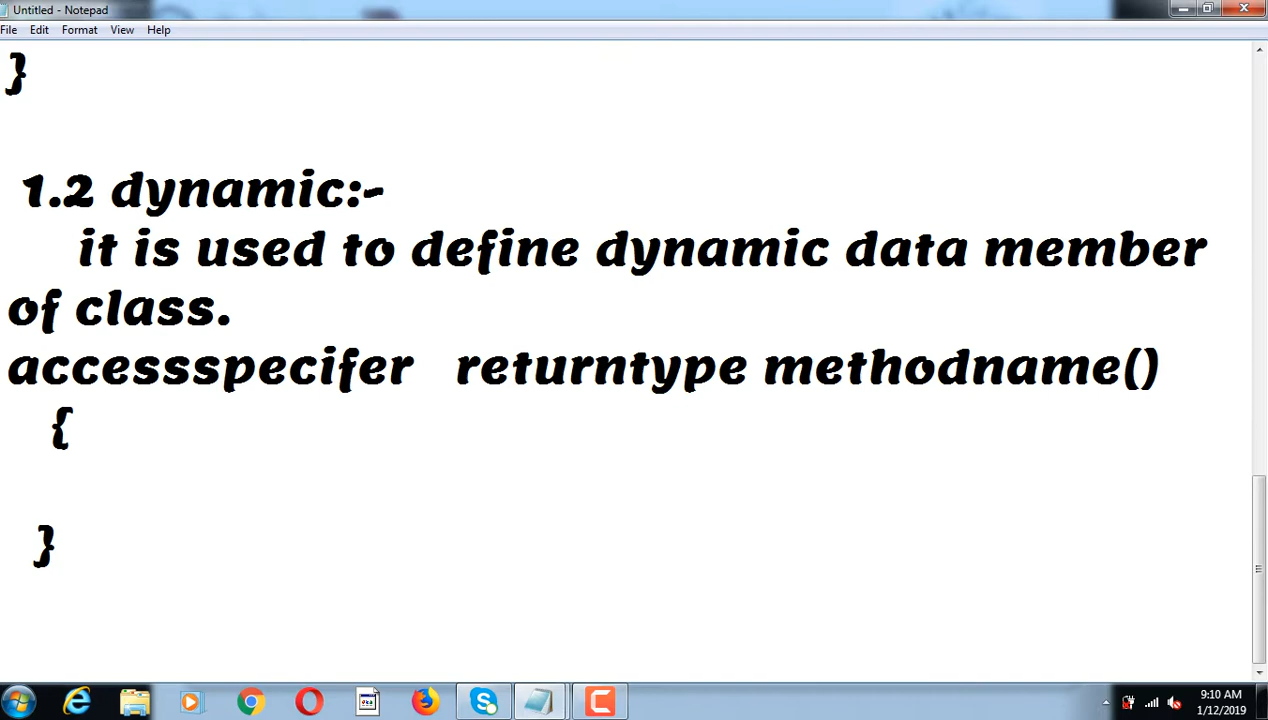 Untitled - Notepad
File Edit Format View Help
}
1.2 dynamic:-
it is used to define dynamic data member
of class.
accessspecifer returntype methodname()
{
}
9:10 AM
1/12/2019